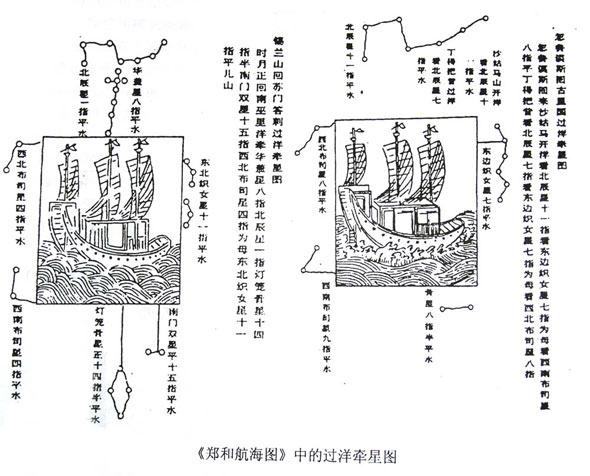 忽鲁谟斯回古里国过洋牵星图
忽鲁谟斯回来沙姑马开洋看北辰星十一指看东边织女星七指为母看西南布司星
八指平丁得把昔看北辰星七指看东边织女星七指为母看西北布司星八指
沙姑马山开洋
看北辰星十
一指平水
丁得把昔过洋
看北辰星七
指平水
北辰星十一指平水
东边织女星七指平水
西北布司星八指平水
骨星八指半平水
西南布司星九指平水
锡兰山回苏门答剌过洋牵星图
时月正回南巫里洋牵华盖星八指北辰星一指灯笼骨星十四
指半南门双星十五指西北布司星四指为母东北织女星十一
指平儿山
华盖星八指平水
北辰星一指平水
东北织女星十一指平水
西北布司星四指平水
南门双星平十五指平水
灯笼骨星正十四指半平水
西南布司星四指平水
《郑和航海图》中的过洋牵星图